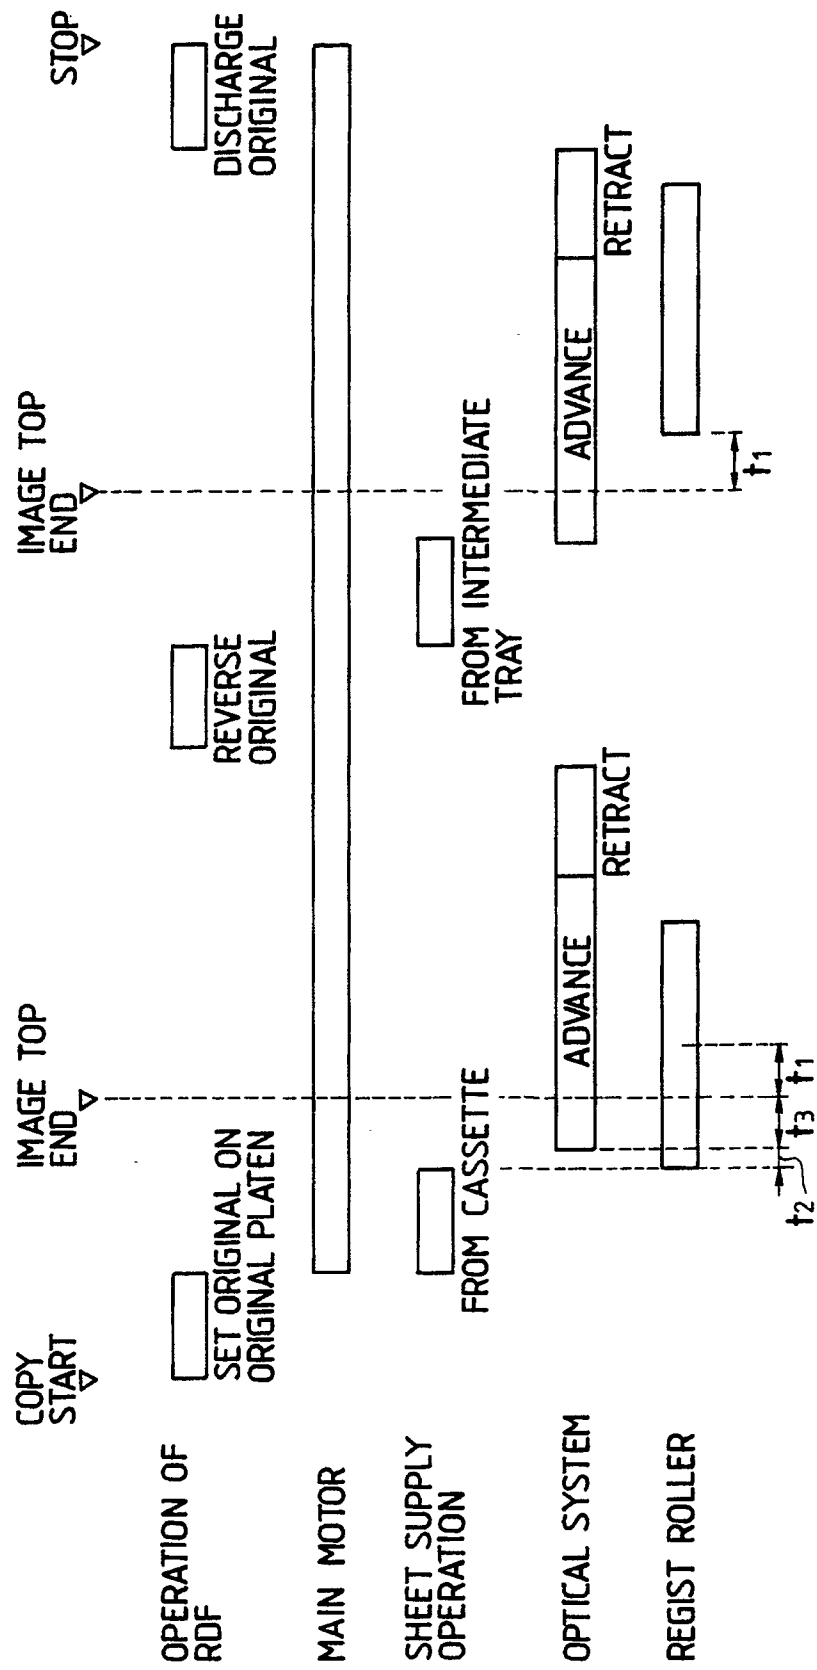 COPY
START
IMAGE TOP
END
IMAGE TOP
END
STOP
OPERATION OF
RDF
SET ORIGINAL ON
ORIGINAL PLATEN
REVERSE
ORIGINAL
DISCHARGE
ORIGINAL
MAIN MOTOR
SHEET SUPPLY
OPERATION
FROM CASSETTE
FROM INTERMEDIATE
TRAY
OPTICAL SYSTEM
ADVANCE
RETRACT
ADVANCE
RETRACT
REGIST ROLLER
t2
t3
t1
t1